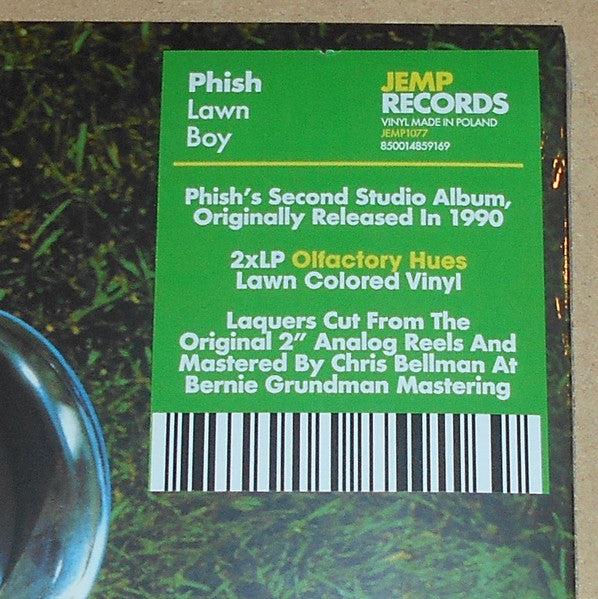 Phish
Lawn
Boy
JEMP
RECORDS
VINYL MADE IN POLAND
JEMP1077
850014859169
Phish's Second Studio Album,
Originally Released In 1990
2xLP Olfactory Hues
Lawn Colored Vinyl
Laquers Cut From The
Original 2" Analog Reels And
Mastered By Chris Bellman At
Bernie Grundman Mastering